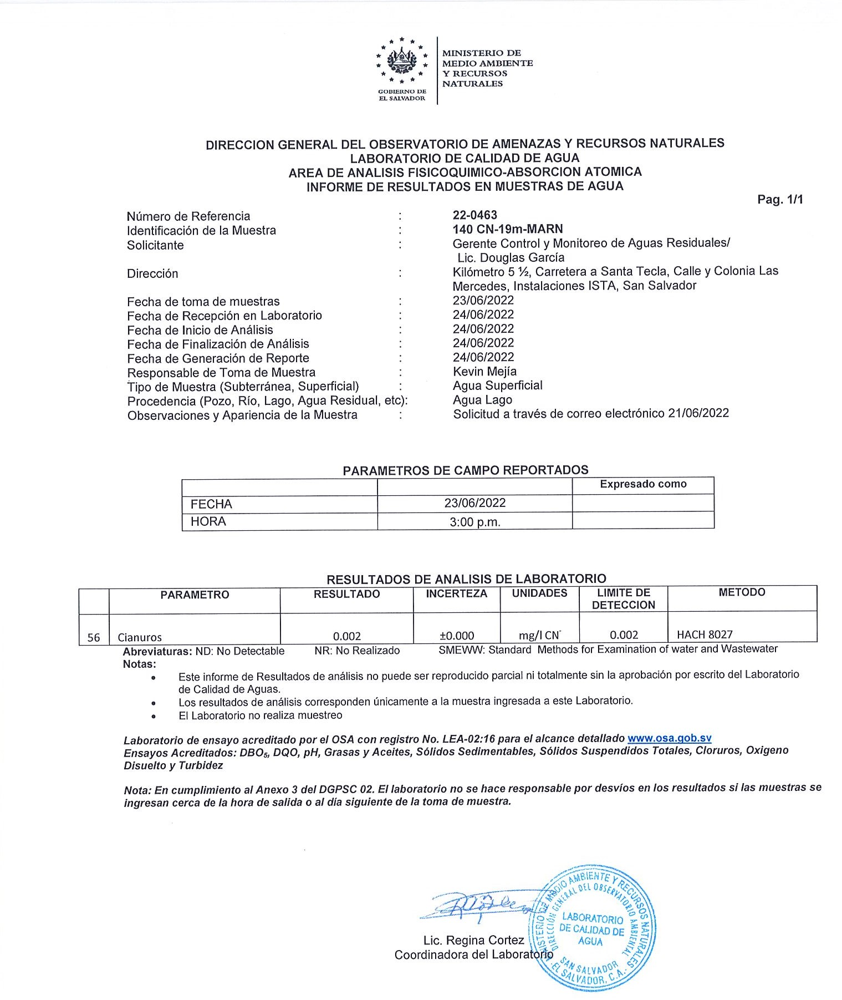 GOBIERNO DE
EL SALVADOR
MINISTERIO DE
MEDIO AMBIENTE
Y RECURSOS
NATURALES
DIRECCION GENERAL DEL OBSERVATORIO DE AMENAZAS Y RECURSOS NATURALES
LABORATORIO DE CALIDAD DE AGUA
AREA DE ANALISIS FISICOQUIMICO-ABSORCION ATOMICA
INFORME DE RESULTADOS EN MUESTRAS DE AGUA
Pag. 1/1
Número de Referencia : 22-0463
Identificación de la Muestra : 140 CN-19m-MARN
Solicitante : Gerente Control y Monitoreo de Aguas Residuales/
Lic. Douglas García
Dirección : Kilómetro 5 ½, Carretera a Santa Tecla, Calle y Colonia Las
Mercedes, Instalaciones ISTA, San Salvador
Fecha de toma de muestras : 23/06/2022
Fecha de Recepción en Laboratorio : 24/06/2022
Fecha de Inicio de Análisis : 24/06/2022
Fecha de Finalización de Análisis : 24/06/2022
Fecha de Generación de Reporte : 24/06/2022
Responsable de Toma de Muestra : Kevin Mejía
Tipo de Muestra (Subterránea, Superficial) : Agua Superficial
Procedencia (Pozo, Río, Lago, Agua Residual, etc): Agua Lago
Observaciones y Apariencia de la Muestra : Solicitud a través de correo electrónico 21/06/2022
PARAMETROS DE CAMPO REPORTADOS
Expresado como
FECHA 23/06/2022
HORA 3:00 p.m.
RESULTADOS DE ANALISIS DE LABORATORIO
PARAMETRO RESULTADO INCERTEZA UNIDADES LIMITE DE DETECCION METODO
56 Cianuros 0.002 ±0.000 mg/l CN⁻ 0.002 HACH 8027
Abreviaturas: ND: No Detectable NR: No Realizado SMEWW: Standard Methods for Examination of water and Wastewater
Notas:
• Este informe de Resultados de análisis no puede ser reproducido parcial ni totalmente sin la aprobación por escrito del Laboratorio
de Calidad de Aguas.
• Los resultados de análisis corresponden únicamente a la muestra ingresada a este Laboratorio.
• El Laboratorio no realiza muestreo
Laboratorio de ensayo acreditado por el OSA con registro No. LEA-02:16 para el alcance detallado www.osa.gob.sv
Ensayos Acreditados: DBO₅, DQO, pH, Grasas y Aceites, Sólidos Sedimentables, Sólidos Suspendidos Totales, Cloruros, Oxigeno
Disuelto y Turbidez
Nota: En cumplimiento al Anexo 3 del DGPSC 02. El laboratorio no se hace responsable por desvíos en los resultados si las muestras se
ingresan cerca de la hora de salida o al día siguiente de la toma de muestra.
Lic. Regina Cortez
Coordinadora del Laboratorio
MINISTERIO DE MEDIO AMBIENTE Y RECURSOS NATURALES
DIRECCIÓN GENERAL DEL OBSERVATORIO AMBIENTAL
LABORATORIO
DE CALIDAD DE
AGUA
SAN SALVADOR
EL SALVADOR, C.A.